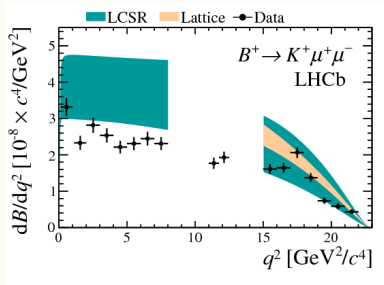 LCSR Lattice Data
dB/dq² [10⁻⁸ × c⁴/GeV²]
5
4
3
2
1
0
B⁺→ K⁺μ⁺μ⁻
LHCb
0 5 10 15 20
q² [GeV²/c⁴]